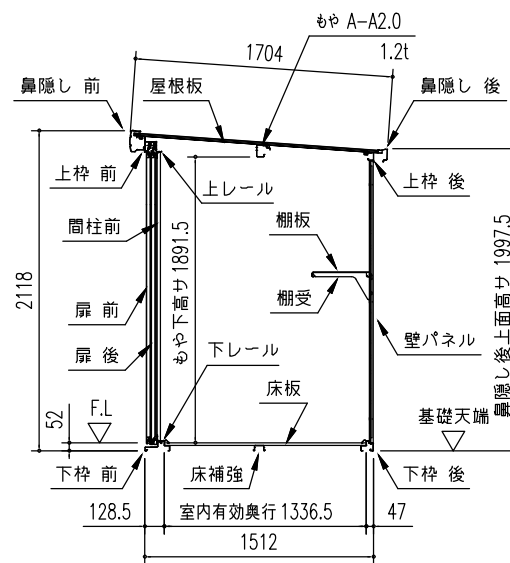 もや A-A2.0
1704
1.2t
鼻隠し 前
屋根板
鼻隠し 後
上枠 前
上レール
上枠 後
間柱前
棚板
もや下高サ1891.5
鼻隠し後上面高サ 1997.5
2118
棚受
扉 前
壁パネル
扉 後
下レール
床板
52
F.L
基礎天端
下枠 前
床補強
下枠 後
128.5
室内有効奥行1336.5
47
1512